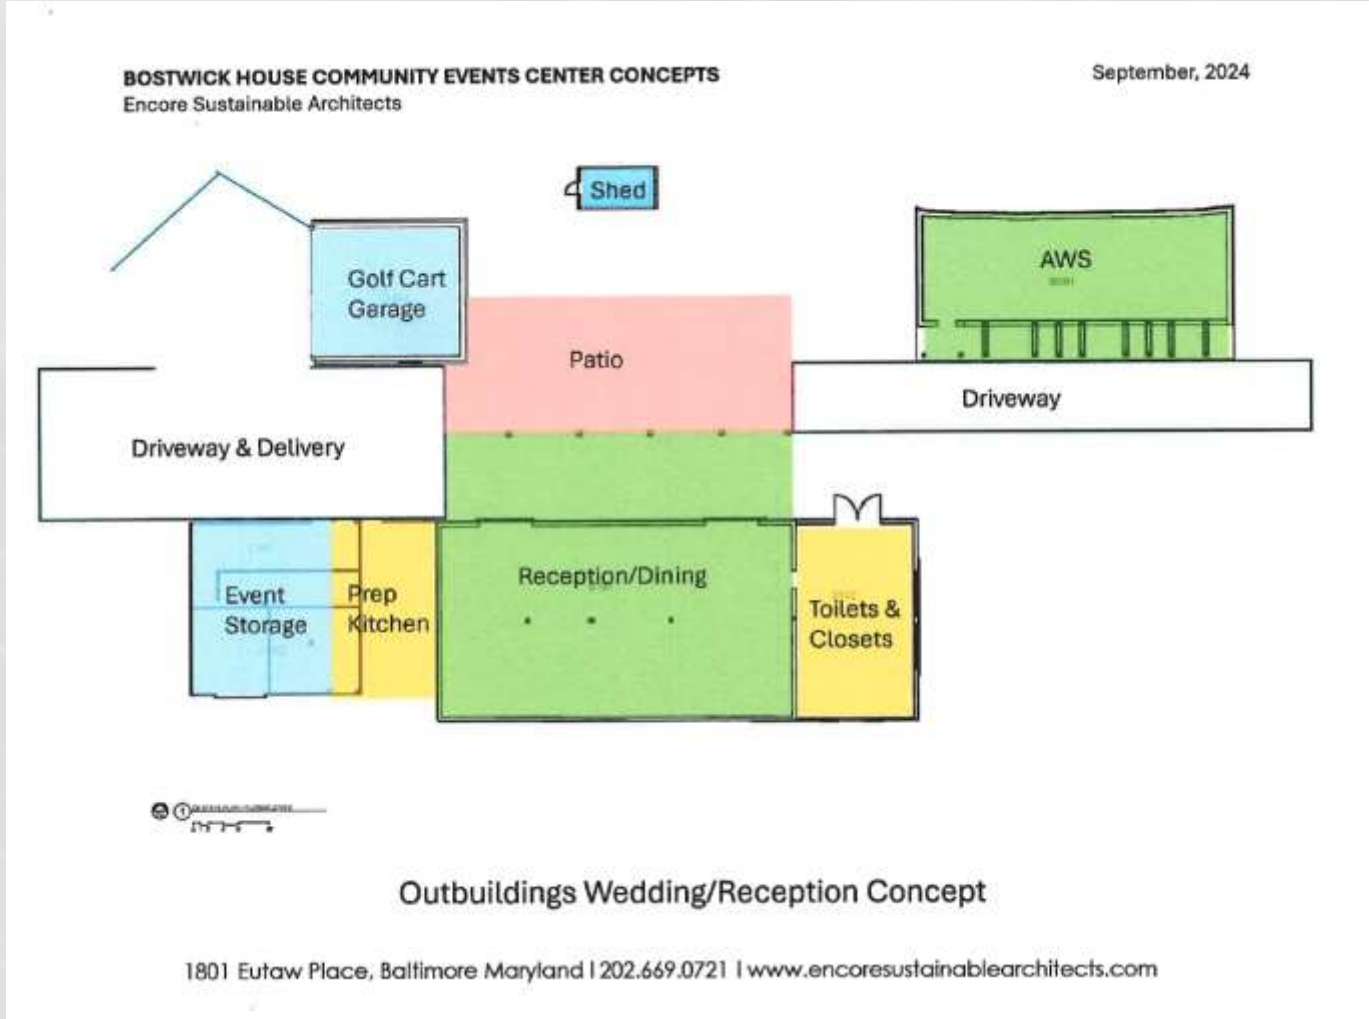 BOSTWICK HOUSE COMMUNITY EVENTS CENTER CONCEPTS
Encore Sustainable Architects
September, 2024
Shed
Golf Cart
Garage
AWS
Patio
Driveway
Driveway & Delivery
Reception/Dining
Event
Storage
Prep
Kitchen
Toilets &
Closets
1
Outbuildings Wedding/Reception Concept
1801 Eutaw Place, Baltimore Maryland | 202.669.0721 | www.encoresustainablearchitects.com